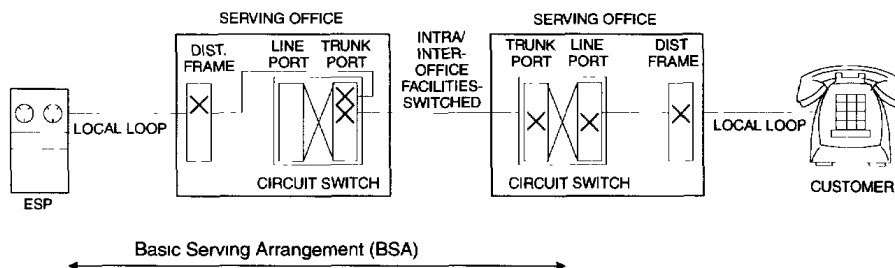 SERVING OFFICE
SERVING OFFICE
DIST.
FRAME
LINE
PORT
TRUNK
PORT
INTRA/
INTER-
OFFICE
FACILITIES-
SWITCHED
TRUNK
PORT
LINE
PORT
DIST
FRAME
LOCAL LOOP
LOCAL LOOP
CIRCUIT SWITCH
CIRCUIT SWITCH
ESP
CUSTOMER
Basic Serving Arrangement (BSA)